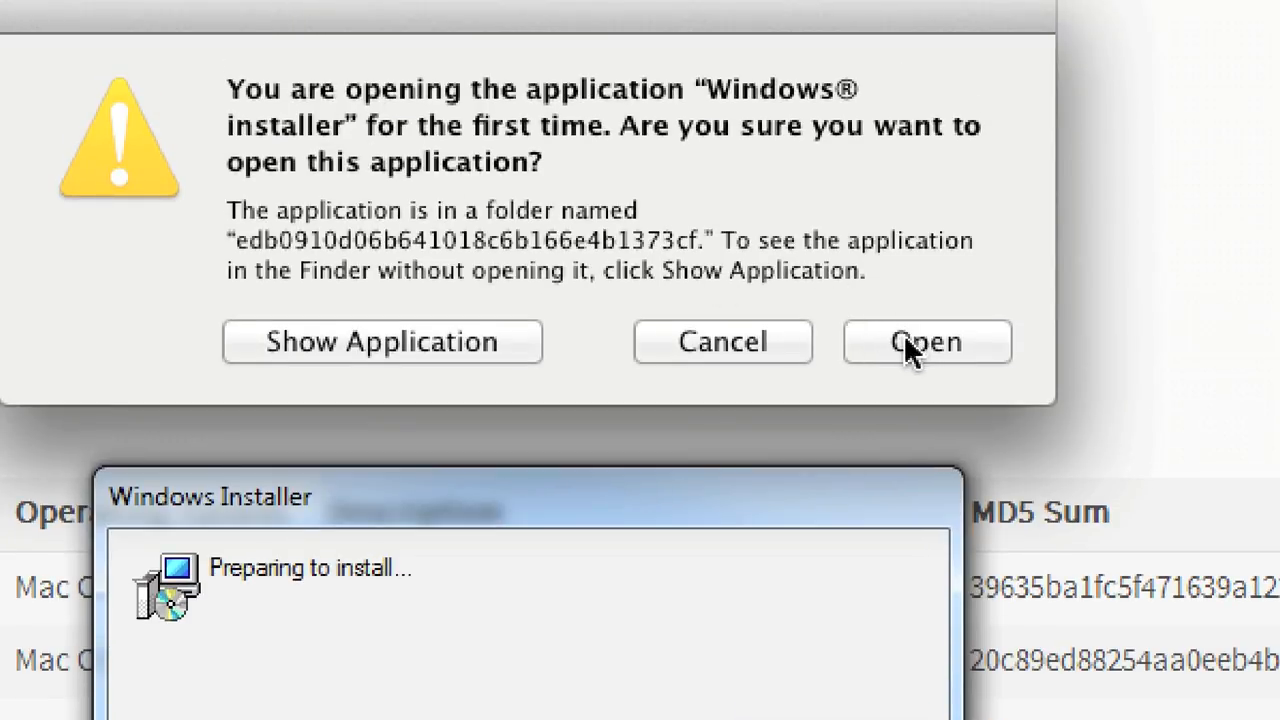 You are opening the application “Windows®
installer” for the first time. Are you sure you want to
open this application?
The application is in a folder named
“edb0910d06b641018c6b166e4b1373cf.” To see the application
in the Finder without opening it, click Show Application.
Show Application Cancel Open
Windows Installer
MD5 Sum
Preparing to install...
Mac 39635ba1fc5f471639a12
Mac 20c89ed88254aa0eeb4b